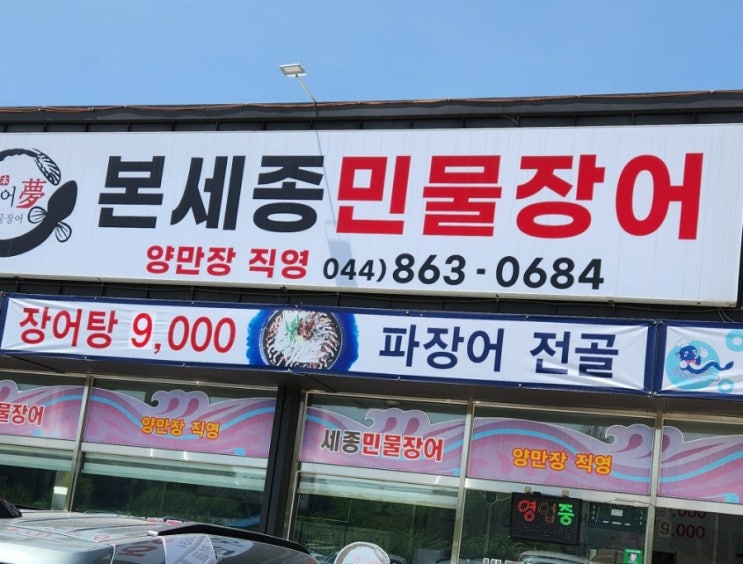 어夢
본세종민물장어
양만장 직영 044) 863-0684
장어탕 9,000
파장어 전골
물장어
양만장 직영
세종민물장어
양만장 직영
영업중
9,000